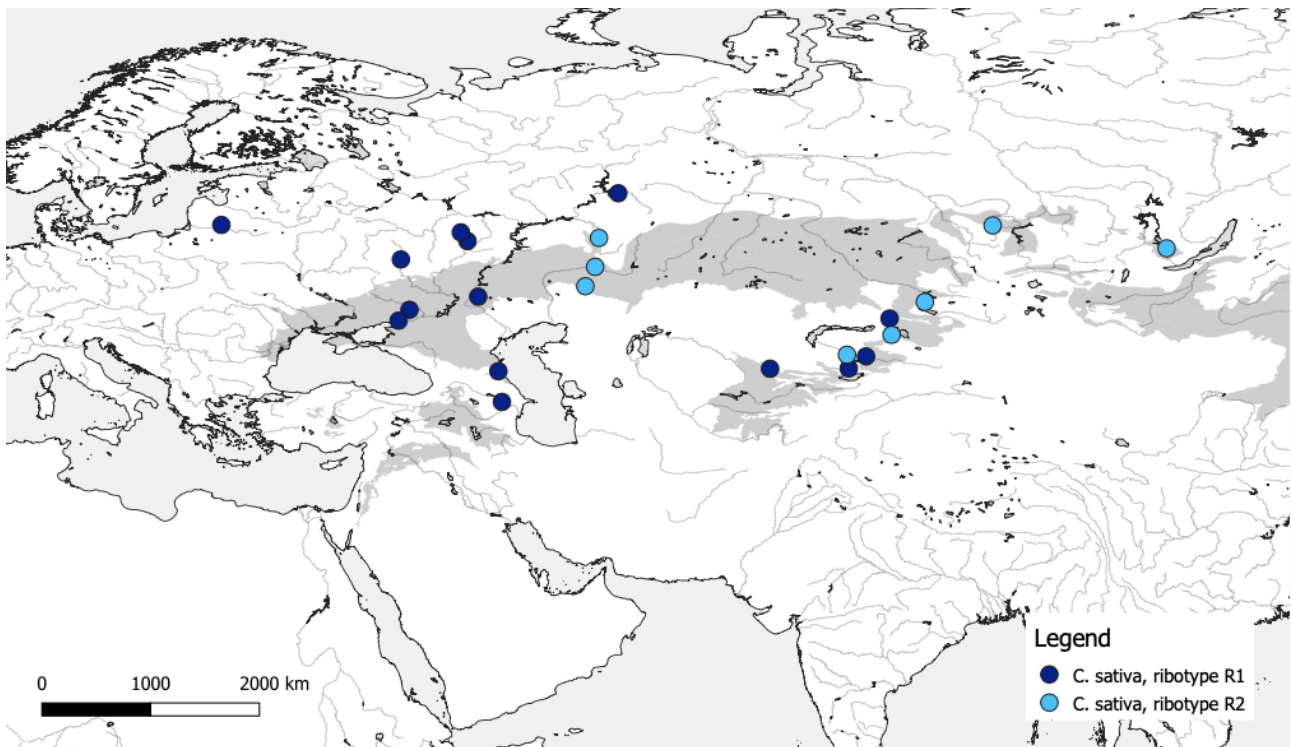 Legend
C. sativa, ribotype R1
C. sativa, ribotype R2
0 1000 2000 km